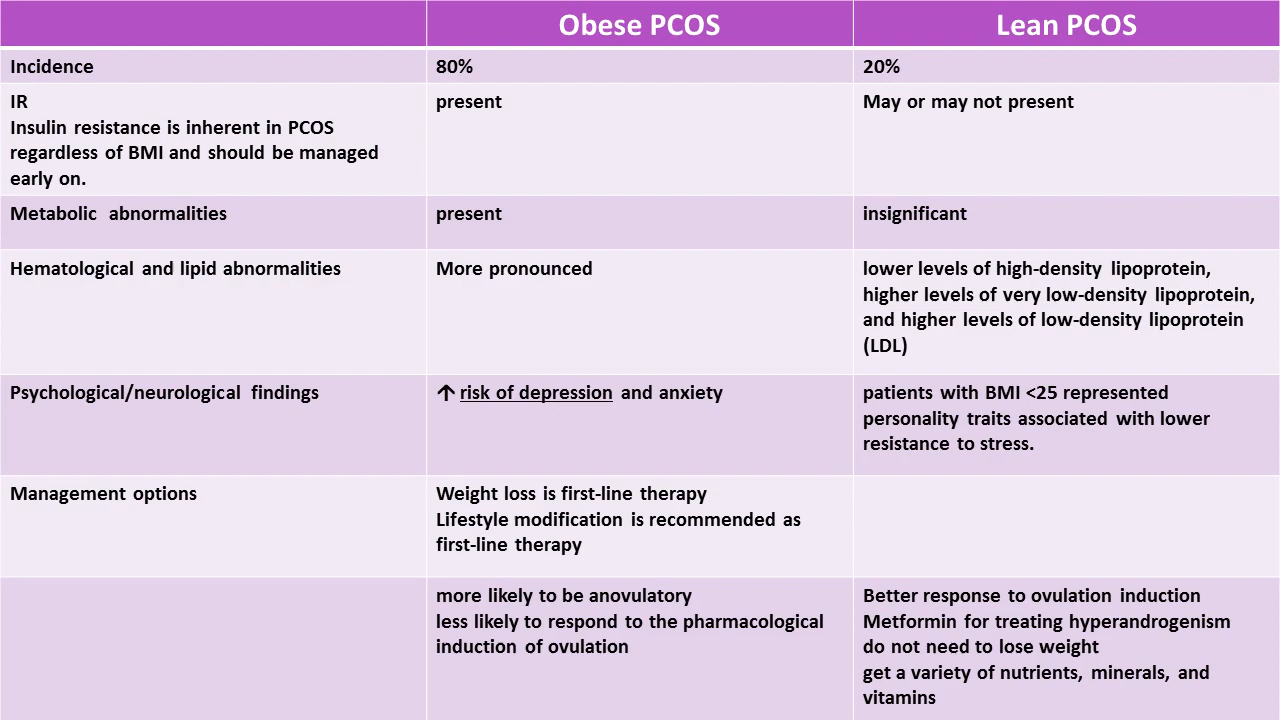 Obese PCOS
Lean PCOS
Incidence
80%
20%
IR
Insulin resistance is inherent in PCOS
regardless of BMI and should be managed
early on.
present
May or may not present
Metabolic abnormalities
present
insignificant
Hematological and lipid abnormalities
More pronounced
lower levels of high-density lipoprotein,
higher levels of very low-density lipoprotein,
and higher levels of low-density lipoprotein
(LDL)
Psychological/neurological findings
↑ risk of depression and anxiety
patients with BMI <25 represented
personality traits associated with lower
resistance to stress.
Management options
Weight loss is first-line therapy
Lifestyle modification is recommended as
first-line therapy
more likely to be anovulatory
less likely to respond to the pharmacological
induction of ovulation
Better response to ovulation induction
Metformin for treating hyperandrogenism
do not need to lose weight
get a variety of nutrients, minerals, and
vitamins